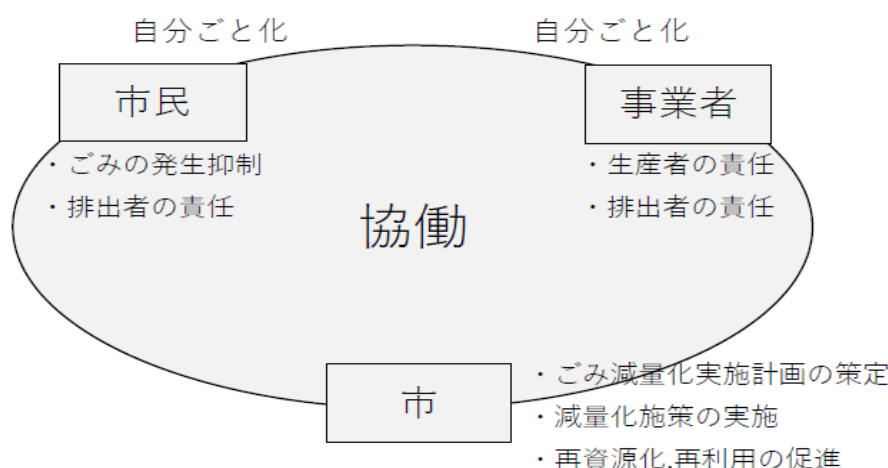 自分ごと化
自分ごと化
市民
事業者
・ごみの発生抑制
・排出者の責任
・生産者の責任
・排出者の責任
協働
市
・ごみ減量化実施計画の策定
・減量化施策の実施
・再資源化,再利用の促進